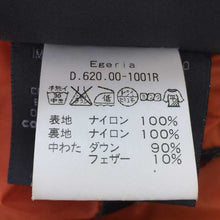 Egeria
D.620.00-1001R
表地 ナイロン 100%
裏地 ナイロン 100%
中わた ダウン 90%
フェザー 10%